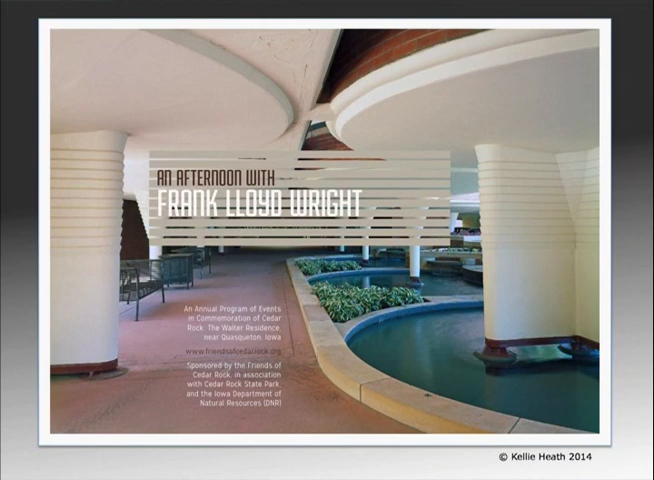 AN AFTERNOON WITH
FRANK LLOYD WRIGHT
An Annual Program of Events
in Commemoration of Cedar
Rock: The Walter Residence,
near Quasqueton, Iowa
www.friendsofcedarrock.org
Sponsored by the Friends of
Cedar Rock, in association
with Cedar Rock State Park,
and the Iowa Department of
Natural Resources (DNR)
© Kellie Heath 2014